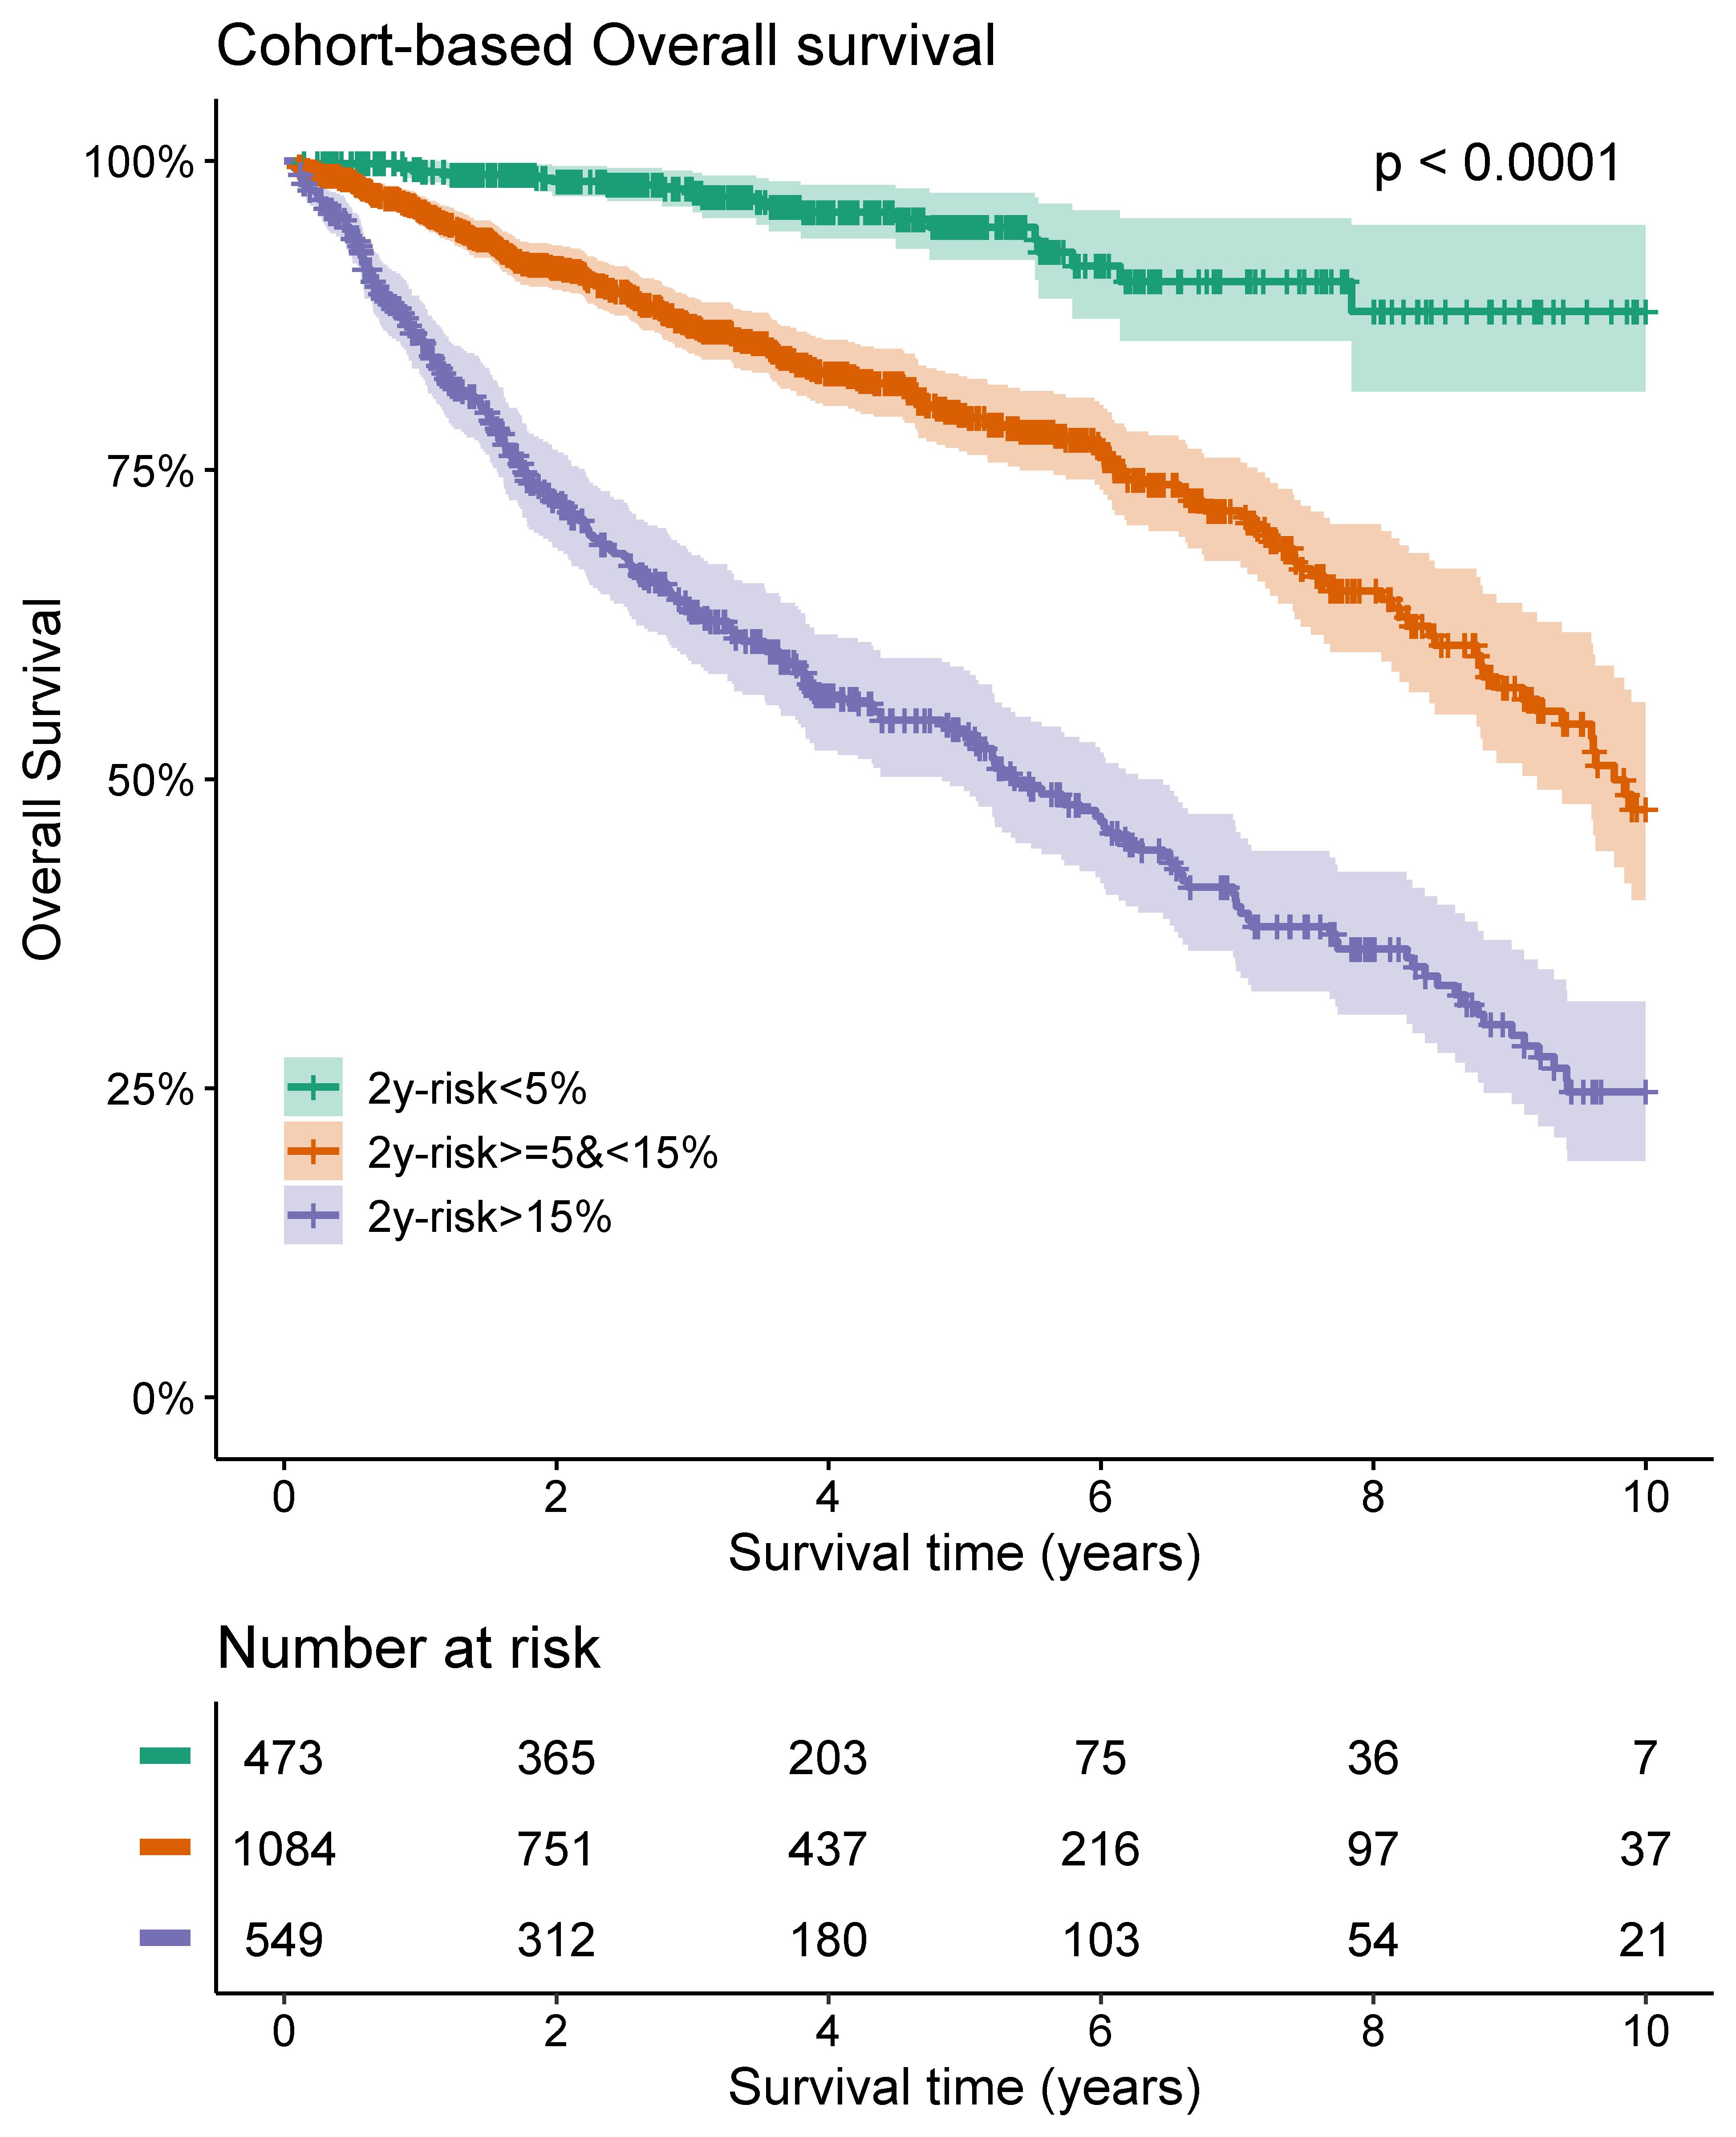 Cohort-based Overall survival
100%
p < 0.0001
75%
50%
25%
0%
Overall Survival
2y-risk<5%
2y-risk>=5&<15%
2y-risk>15%
0 2 4 6 8 10
Survival time (years)
Number at risk
473 365 203 75 36 7
1084 751 437 216 97 37
549 312 180 103 54 21
0 2 4 6 8 10
Survival time (years)